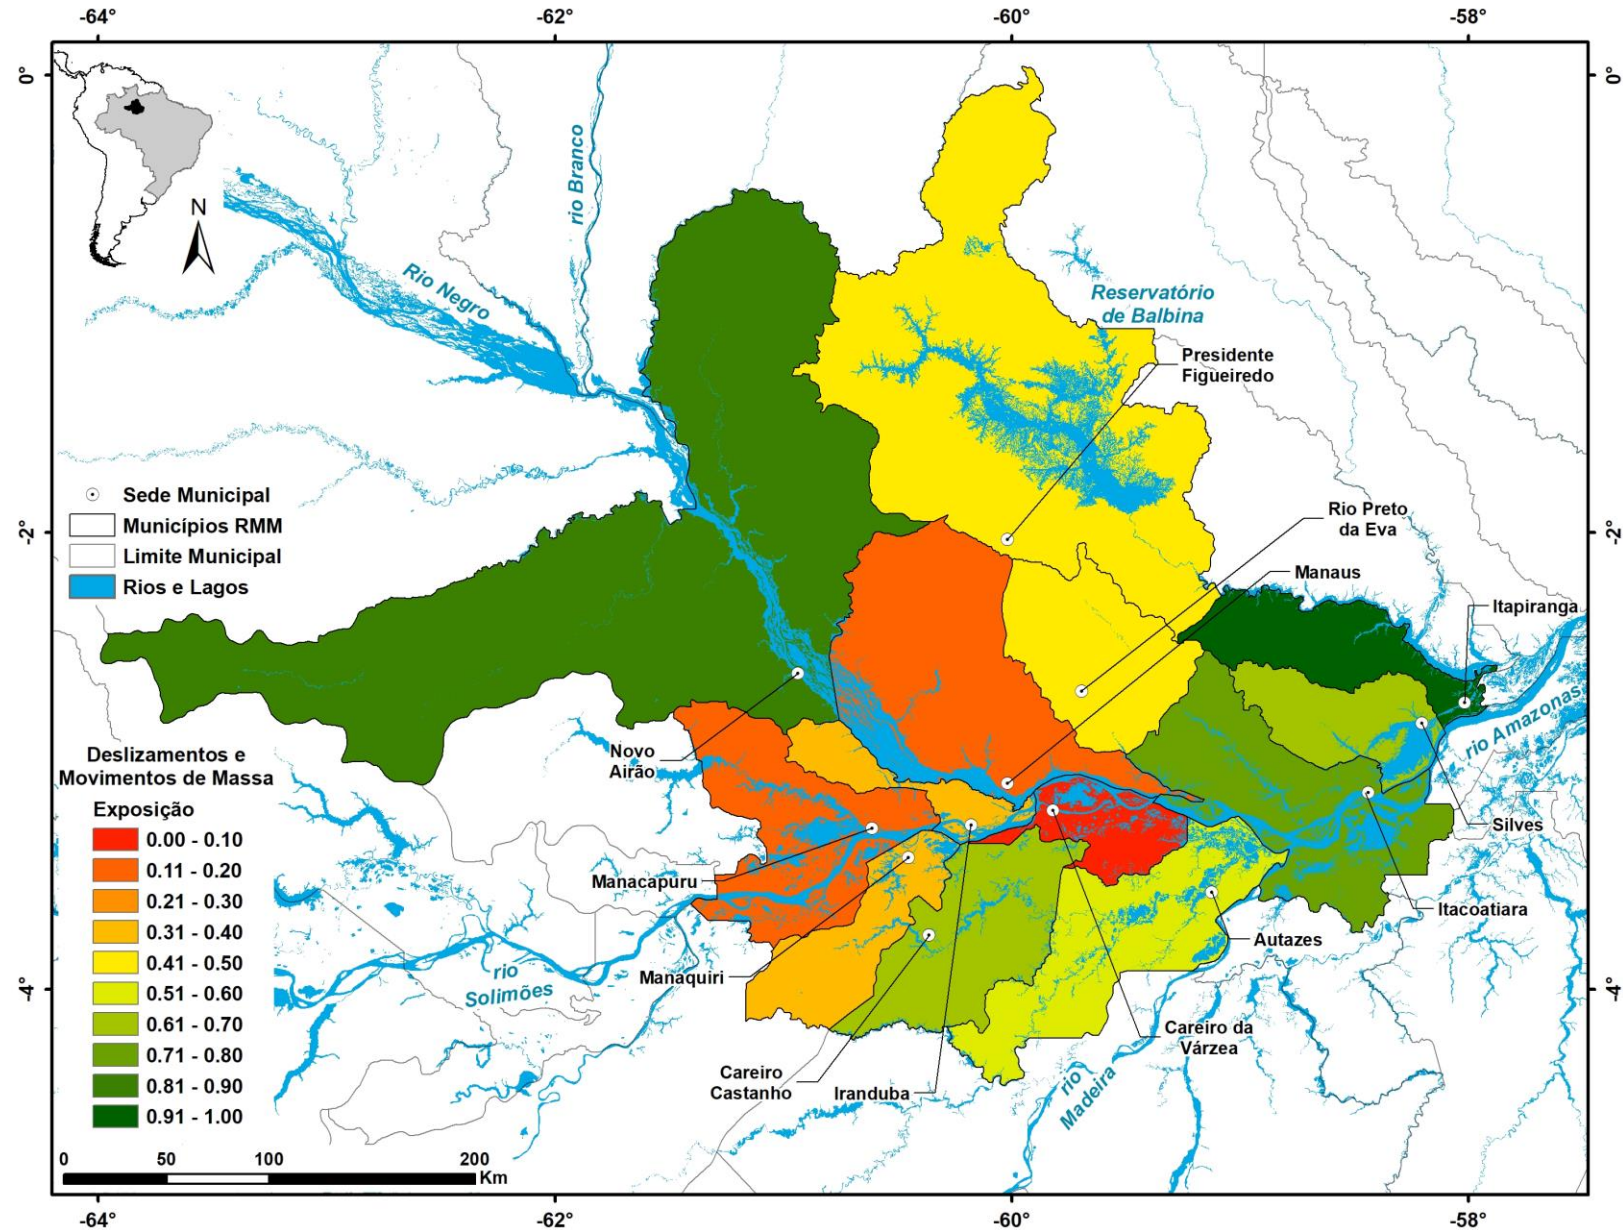 -64°
-62°
-60°
-58°
0°
0°
N
rio Branco
Rio Negro
Reservatório
de Balbina
Presidente
Figueiredo
Sede Municipal
Municípios RMM
Limite Municipal
Rios e Lagos
-2°
-2°
Rio Preto
da Eva
Manaus
Itapiranga
rio Amazonas
Novo
Airão
Silves
Manacapuru
Itacoatiara
Autazes
Manaquiri
rio
Solimões
Careiro da
Várzea
Careiro
Castanho
Iranduba
rio
Madeira
Deslizamentos e
Movimentos de Massa
Exposição
0.00 - 0.10
0.11 - 0.20
0.21 - 0.30
0.31 - 0.40
0.41 - 0.50
0.51 - 0.60
0.61 - 0.70
0.71 - 0.80
0.81 - 0.90
0.91 - 1.00
-4°
-4°
0 50 100 200
Km
-64°
-62°
-60°
-58°